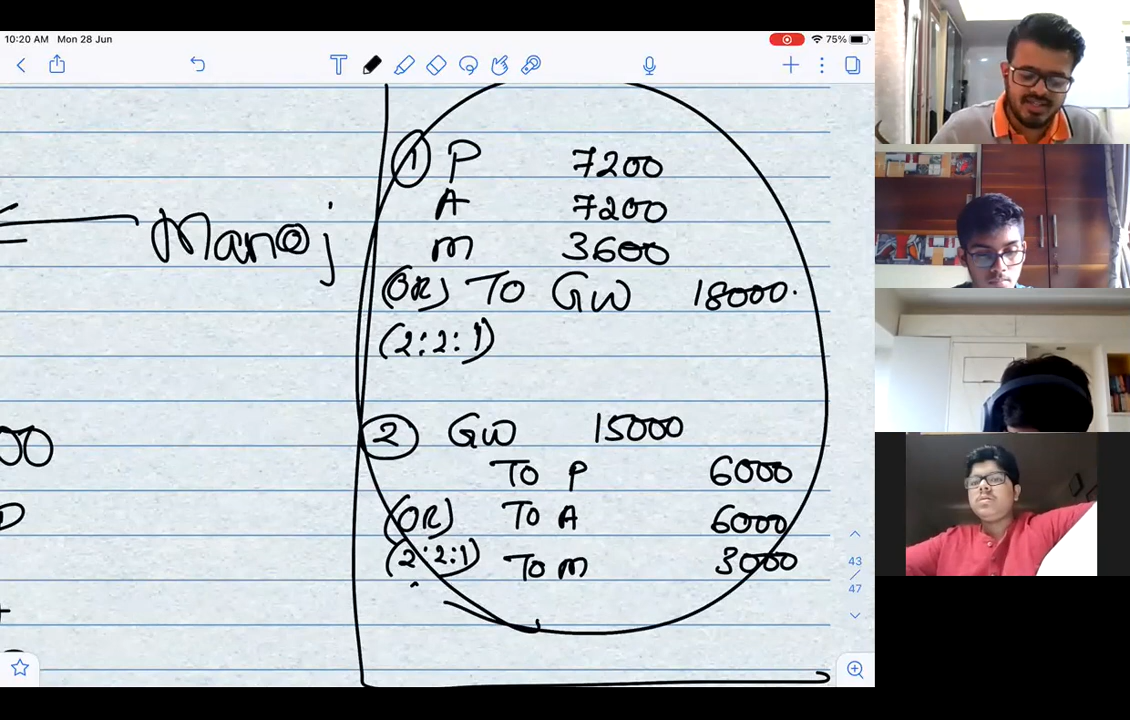 10:20 AM Mon 28 Jun
75%
T
① P 7200
A 7200
Manoj
m 3600
(OR) To GW 18000.
(2:2:1)
② GW 15000
00
To P 6000
(OR) To A 6000
(2:2:1) To m 3000
43
/
47